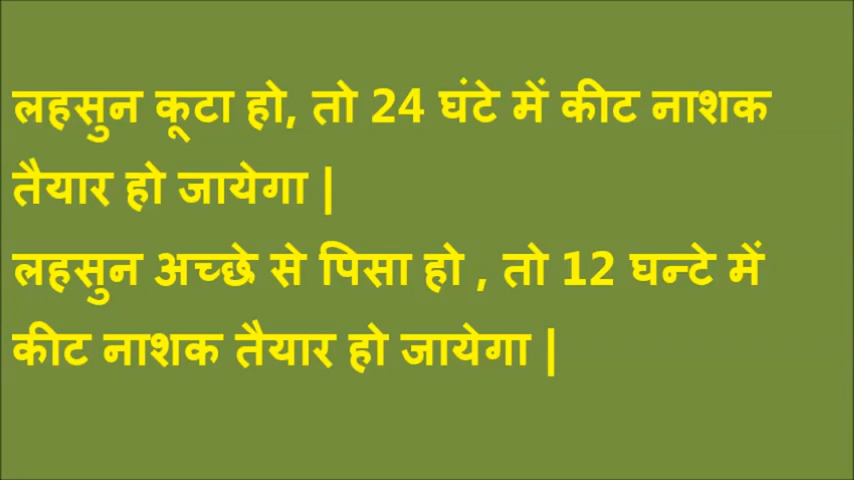 लहसुन कूटा हो, तो 24 घंटे में कीट नाशक
तैयार हो जायेगा |
लहसुन अच्छे से पिसा हो , तो 12 घन्टे में
कीट नाशक तैयार हो जायेगा |